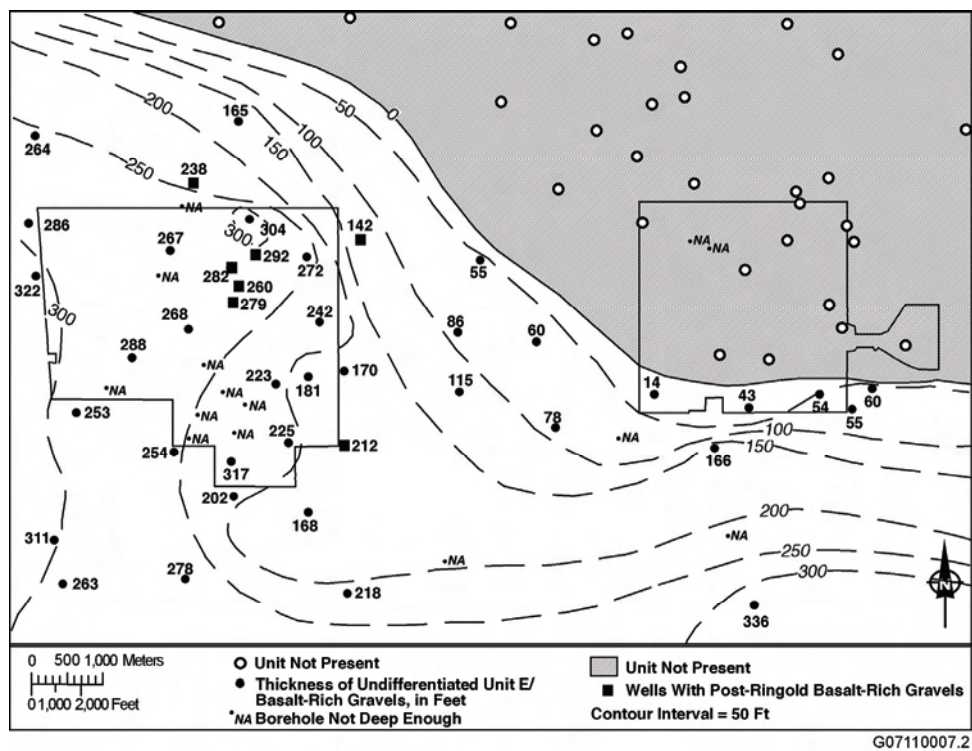 0
50
200
165
100
150
264
250
238
NA
286
304
300
142
267
292
272
55
282
NA
260
322
279
NA
NA
300
268
242
86
60
288
NA
170
223
181
115
14
NA
NA
NA
43
54
60
55
253
NA
78
NA
225
NA
NA
100
254
212
150
166
317
202
168
200
311
NA
NA
250
278
300
263
218
336
N
0 500 1,000 Meters
0 1,000 2,000 Feet
Unit Not Present
Thickness of Undifferentiated Unit E/
Basalt-Rich Gravels, in Feet
NA Borehole Not Deep Enough
Unit Not Present
Wells With Post-Ringold Basalt-Rich Gravels
Contour Interval = 50 Ft
G07110007.2